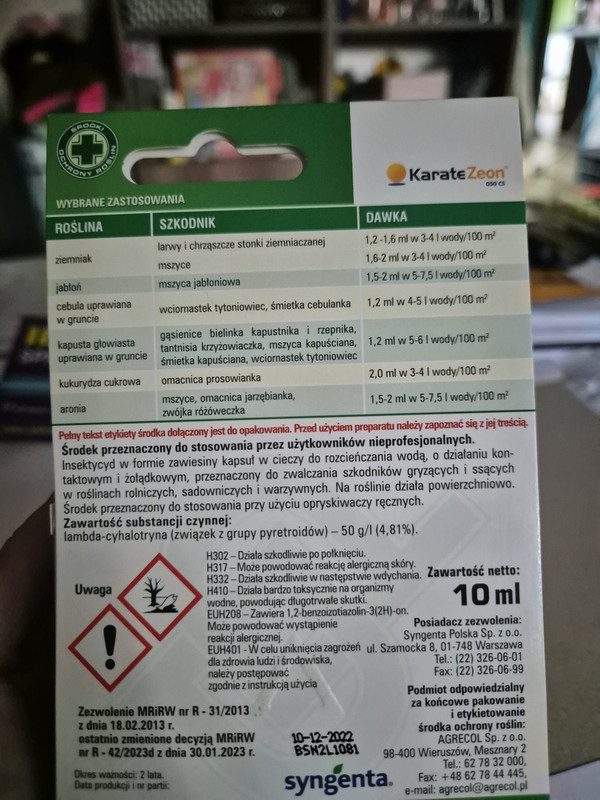 ŚRODKI
OCHRONY ROŚLIN
KarateZeon®
050 CS
WYBRANE ZASTOSOWANIA
ROŚLINA SZKODNIK DAWKA
ziemniak larwy i chrząszcze stonki ziemniaczanej 1,2 -1,6 ml w 3-4 l wody/100 m²
mszyce 1,6-2 ml w 3-4 l wody/100 m²
jabłoń mszyca jabłoniowa 1,5-2 ml w 5-7,5 l wody/100 m²
cebula uprawiana
w gruncie wciornastek tytoniowiec, śmietka cebulanka 1,2 ml w 4-5 l wody/100 m²
kapusta głowiasta
uprawiana w gruncie
gąsienice bielinka kapustnika i rzepnika,
tantnisia krzyżowiaczka, mszyca kapuściana,
śmietka kapuściana, wciornastek tytoniowiec
1,2 ml w 5-6 l wody/100 m²
kukurydza cukrowa omacnica prosowianka 2,0 ml w 3-4 l wody/100 m²
aronia mszyce, omacnica jarzębianka,
zwójka różóweczka 1,5-2 ml w 5-7,5 l wody/100 m²
Pełny tekst etykiety środka dołączony jest do opakowania. Przed użyciem preparatu należy zapoznać się z jej treścią.
Środek przeznaczony do stosowania przez użytkowników nieprofesjonalnych.
Insektycyd w formie zawiesiny kapsuł w cieczy do rozcieńczania wodą, o działaniu kon-
taktowym i żołądkowym, przeznaczony do zwalczania szkodników gryzących i ssących
w roślinach rolniczych, sadowniczych i warzywnych. Na roślinie działa powierzchniowo.
Środek przeznaczony do stosowania przy użyciu opryskiwaczy ręcznych.
Zawartość substancji czynnej:
lambda-cyhalotryna (związek z grupy pyretroidów) – 50 g/l (4,81%).
Uwaga
H302 – Działa szkodliwie po połknięciu.
H317 – Może powodować reakcję alergiczną skóry.
H332 – Działa szkodliwie w następstwie wdychania.
H410 – Działa bardzo toksycznie na organizmy
wodne, powodując długotrwałe skutki.
EUH208 – Zawiera 1,2-benzoizotiazolin-3(2H)-on.
Może powodować wystąpienie
reakcji alergicznej.
EUH401 - W celu uniknięcia zagrożeń
dla zdrowia ludzi i środowiska,
należy postępować
zgodnie z instrukcją użycia
Zawartość netto:
10 ml
Posiadacz zezwolenia:
Syngenta Polska Sp. z o.o.
ul. Szamocka 8, 01-748 Warszawa
Tel.: (22) 326-06-01
Fax: (22) 326-06-99
Podmiot odpowiedzialny
za końcowe pakowanie
i etykietowanie
środka ochrony roślin:
AGRECOL Sp. z o.o.
98-400 Wieruszów, Mesznary 2
Tel.: 62 78 32 000,
Fax: +48 62 78 44 445,
e-mail: agrecol@agrecol.pl
Zezwolenie MRiRW nr R - 31/2013
z dnia 18.02.2013 r.
ostatnio zmienione decyzją MRiRW
nr R - 42/2023d z dnia 30.01.2023 r.
Okres ważności: 2 lata.
Data produkcji i nr partii:
10-12-2022
BSN2L1081
syngenta®